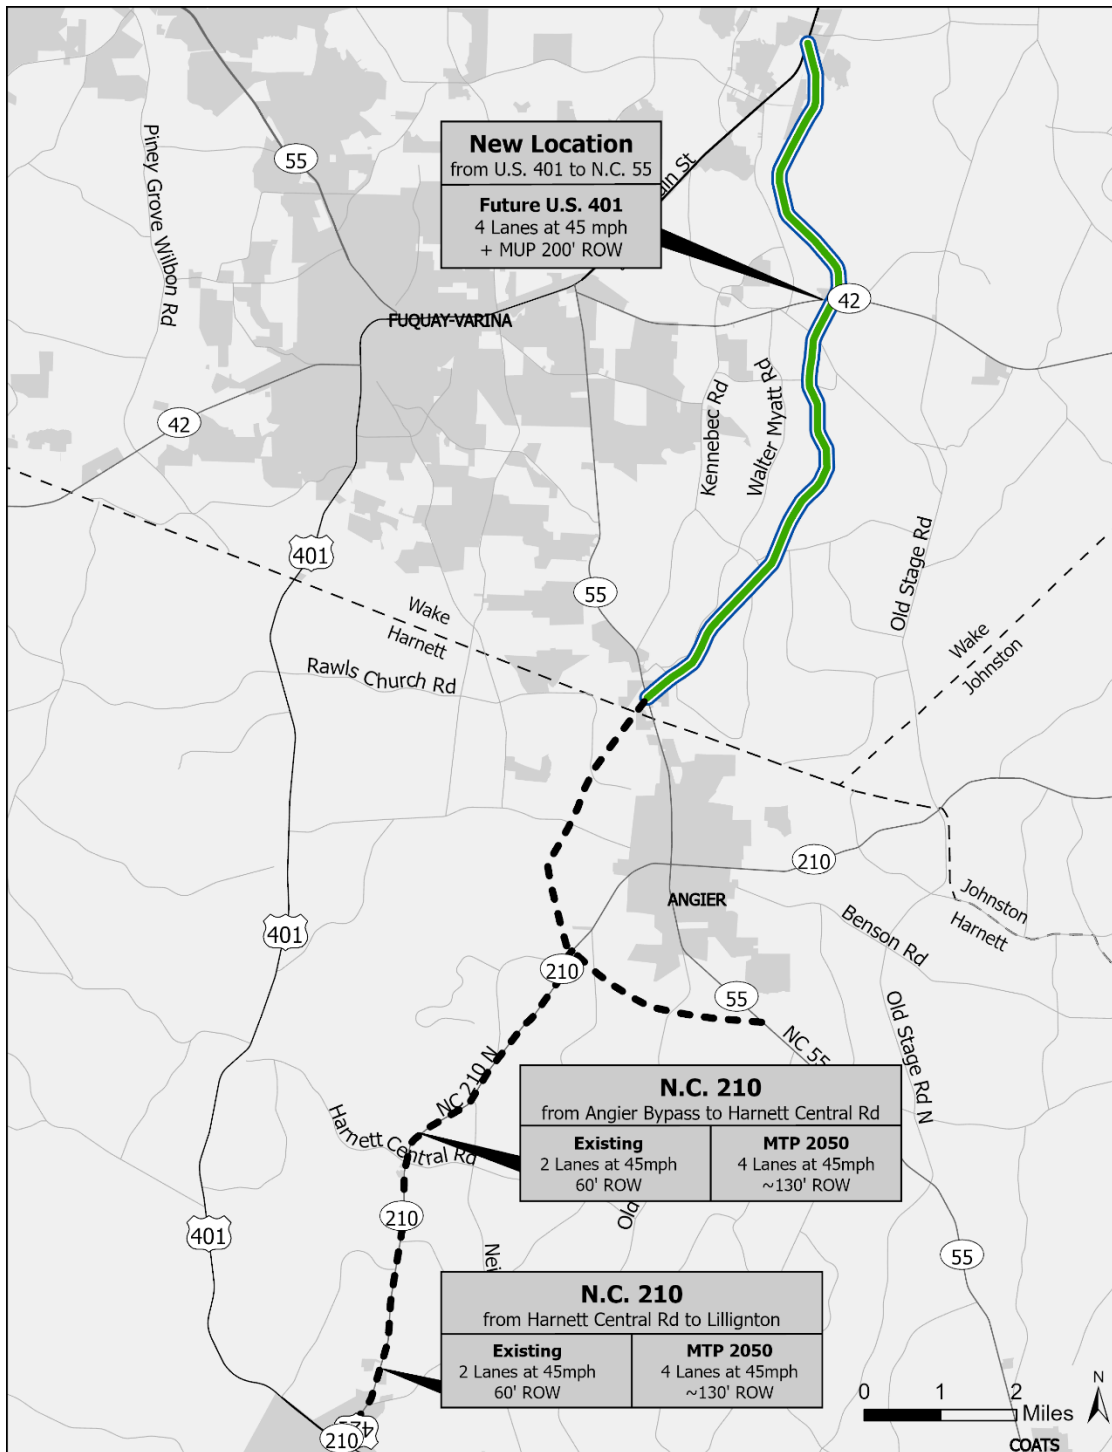 55
Piney Grove Wilbon Rd
New Location
from U.S. 401 to N.C. 55
Future U.S. 401
4 Lanes at 45 mph
+ MUP 200' ROW
ain St
42
FUQUAY-VARINA
42
Kennebec Rd
Walter Myatt Rd
401
55
Old Stage Rd
Wake
Harnett
Wake
Johnston
Rawls Church Rd
210
ANGIER
Johnston
Harnett
Benson Rd
401
210
55
NC 55
Old Stage Rd N
NC 210 N
Harnett Central Rd
N.C. 210
from Angier Bypass to Harnett Central Rd
Existing
2 Lanes at 45mph
60' ROW
MTP 2050
4 Lanes at 45mph
~130' ROW
Old
210
401
Nei
55
N.C. 210
from Harnett Central Rd to Lillignton
Existing
2 Lanes at 45mph
60' ROW
MTP 2050
4 Lanes at 45mph
~130' ROW
0 1 2
Miles
N
210
COATS